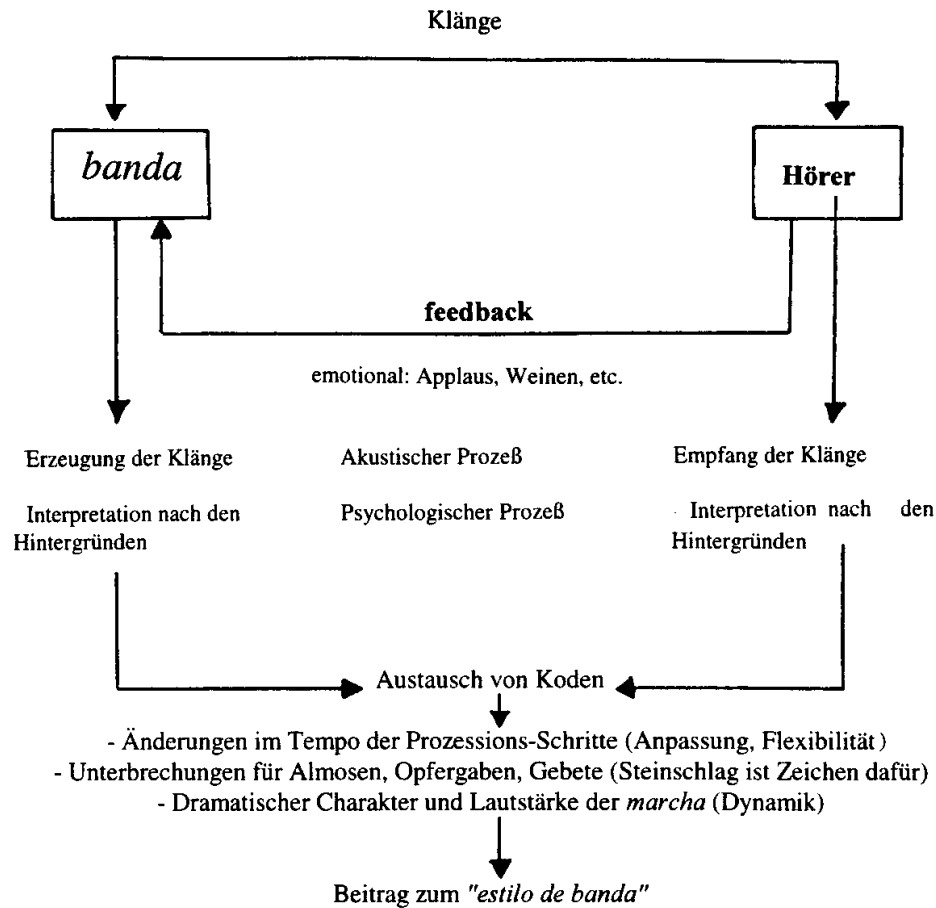 Klänge
banda
Hörer
feedback
emotional: Applaus, Weinen, etc.
Erzeugung der Klänge
Akustischer Prozeß
Empfang der Klänge
Interpretation nach den
Hintergründen
Psychologischer Prozeß
Interpretation nach den
Hintergründen
Austausch von Koden
- Änderungen im Tempo der Prozessions-Schritte (Anpassung, Flexibilität)
- Unterbrechungen für Almosen, Opfergaben, Gebete (Steinschlag ist Zeichen dafür)
- Dramatischer Charakter und Lautstärke der marcha (Dynamik)
Beitrag zum "estilo de banda"